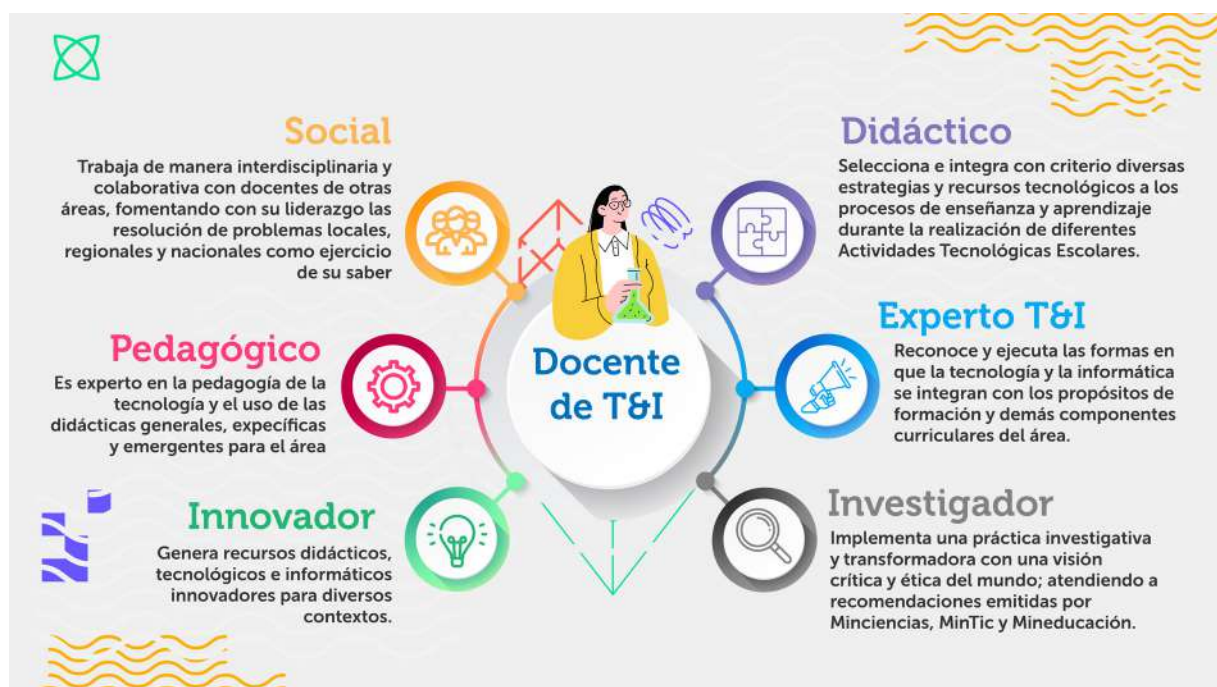 Social
Trabaja de manera interdisciplinaria y
colaborativa con docentes de otras
áreas, fomentando con su liderazgo las
resolución de problemas locales,
regionales y nacionales como ejercicio
de su saber
Pedagógico
Es experto en la pedagogía de la
tecnología y el uso de las
didácticas generales, expecíficas
y emergentes para el área
Innovador
Genera recursos didácticos,
tecnológicos e informáticos
innovadores para diversos
contextos.
Docente
de T&I
Didáctico
Selecciona e integra con criterio diversas
estrategias y recursos tecnológicos a los
procesos de enseñanza y aprendizaje
durante la realización de diferentes
Actividades Tecnológicas Escolares.
Experto T&I
Reconoce y ejecuta las formas en
que la tecnología y la informática
se integran con los propósitos de
formación y demás componentes
curriculares del área.
Investigador
Implementa una práctica investigativa
y transformadora con una visión
crítica y ética del mundo; atendiendo a
recomendaciones emitidas por
Minciencias, MinTic y Mineducación.